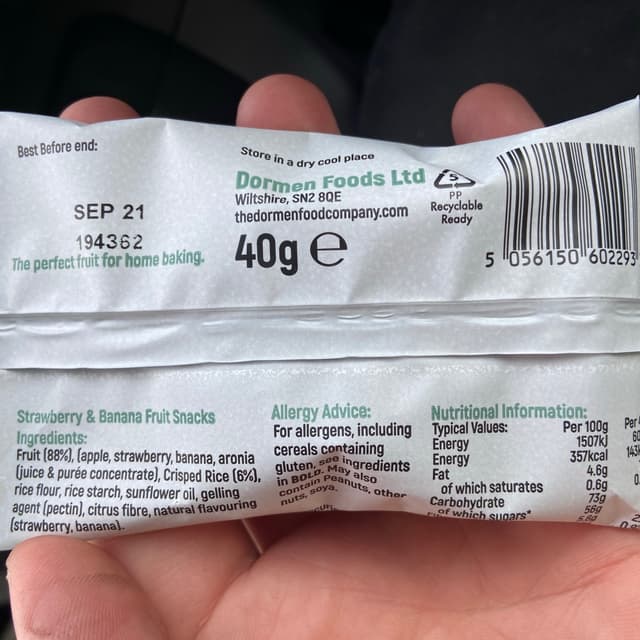 Best Before end:
SEP 21
194362
The perfect fruit for home baking.
Store in a dry cool place
Dormen Foods Ltd
Wiltshire, SN2 8QE
thedormenfoodcompany.com
40g ℮
5
PP
Recyclable
Ready
5 056150 602293
Strawberry & Banana Fruit Snacks
Ingredients:
Fruit (88%), (apple, strawberry, banana, aronia
(juice & purée concentrate), Crisped Rice (6%),
rice flour, rice starch, sunflower oil, gelling
agent (pectin), citrus fibre, natural flavouring
(strawberry, banana).
Allergy Advice:
For allergens, including
cereals containing
gluten, see ingredients
in BOLD. May also
contain Peanuts, other
nuts, soya.
Nutritional Information:
Typical Values: Per 100g Per
Energy 1507kJ
Energy 357kcal
Fat 4.6g
of which saturates 0.6g
Carbohydrate 73g
of which sugars* 56g
5.6g